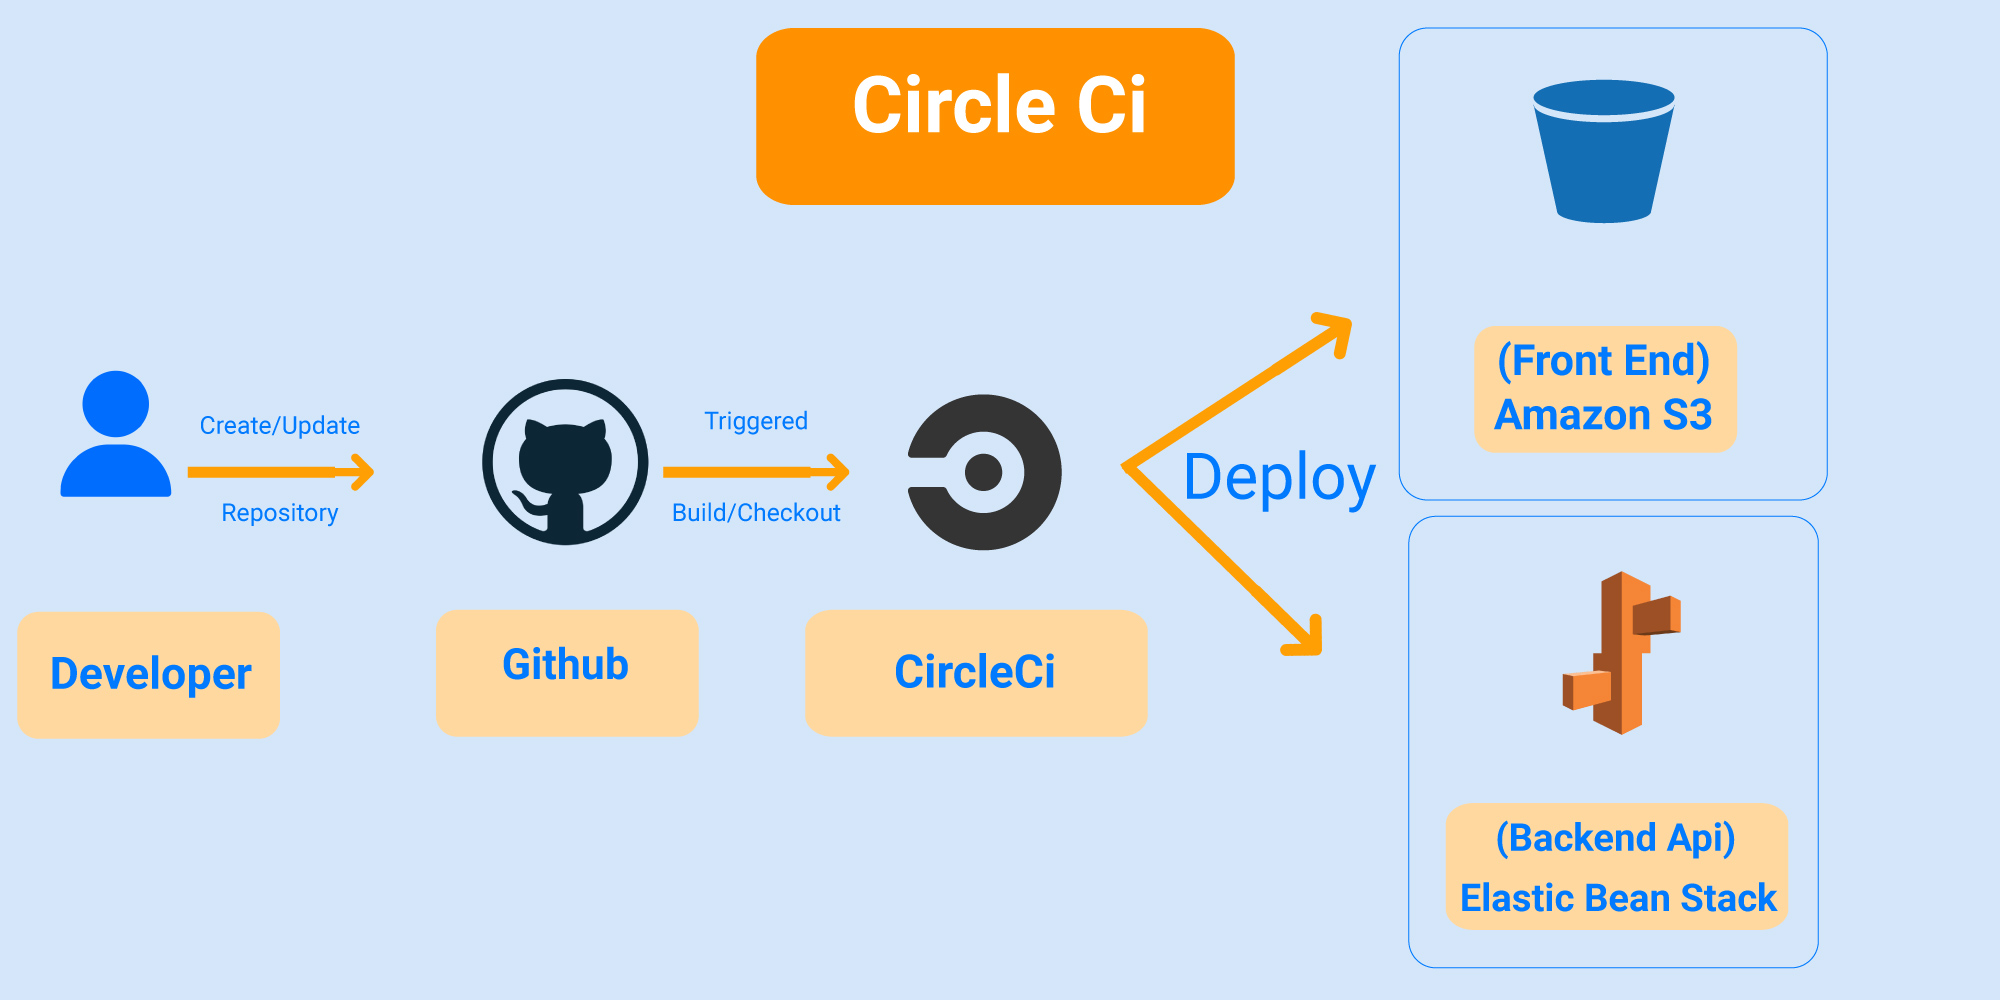 Circle Ci
Create/Update
Repository
Triggered
Build/Checkout
Deploy
Developer
Github
CircleCi
(Front End)
Amazon S3
(Backend Api)
Elastic Bean Stack